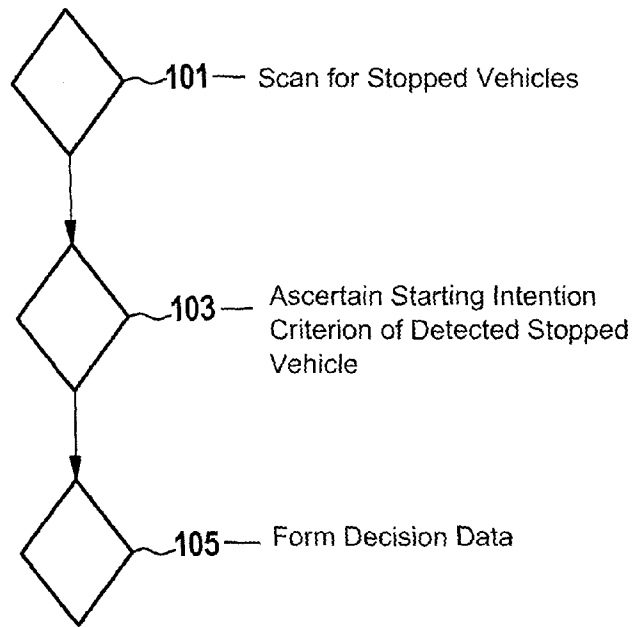 101 — Scan for Stopped Vehicles
103 — Ascertain Starting Intention
Criterion of Detected Stopped
Vehicle
105 — Form Decision Data